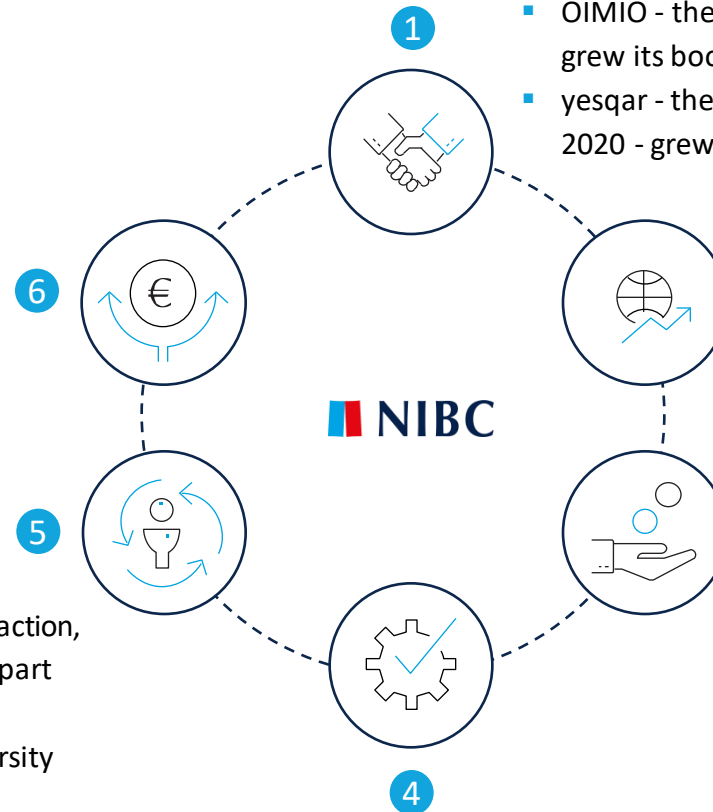 1
▪ OIMIO - the
grew its boo
▪ yesqar - the
2020 - grew
6
€
NIBC
5
action,
part
rsity
4